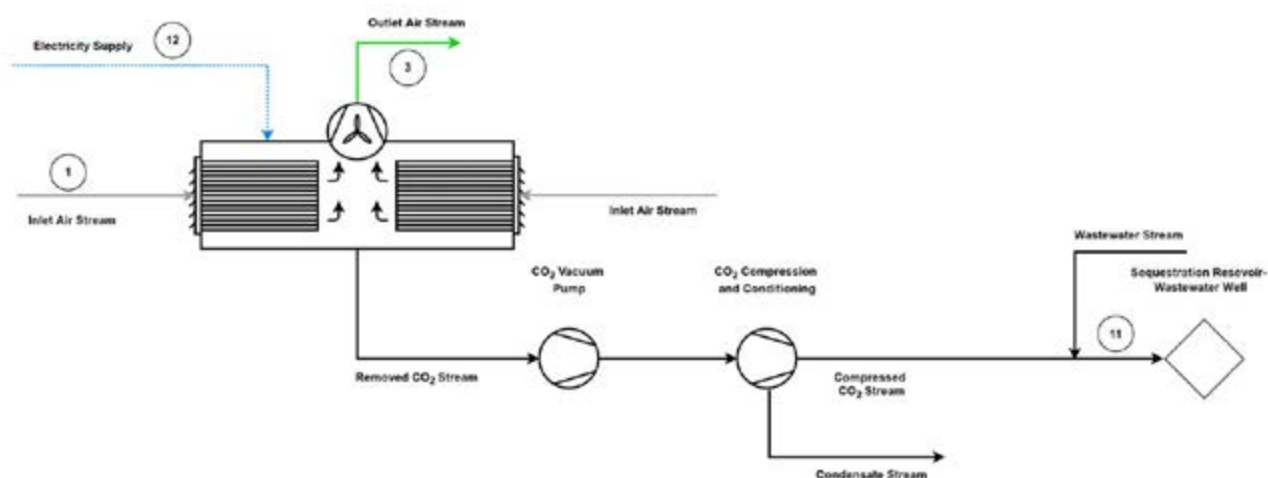 Outlet Air Stream
Electricity Supply
12
3
1
Inlet Air Stream
Inlet Air Stream
Wastewater Stream
CO₂ Vacuum
Pump
CO₂ Compression
and Conditioning
Sequestration Resevoir-
Wastewater Well
11
Removed CO₂ Stream
Compressed
CO₂ Stream
Condensate Stream